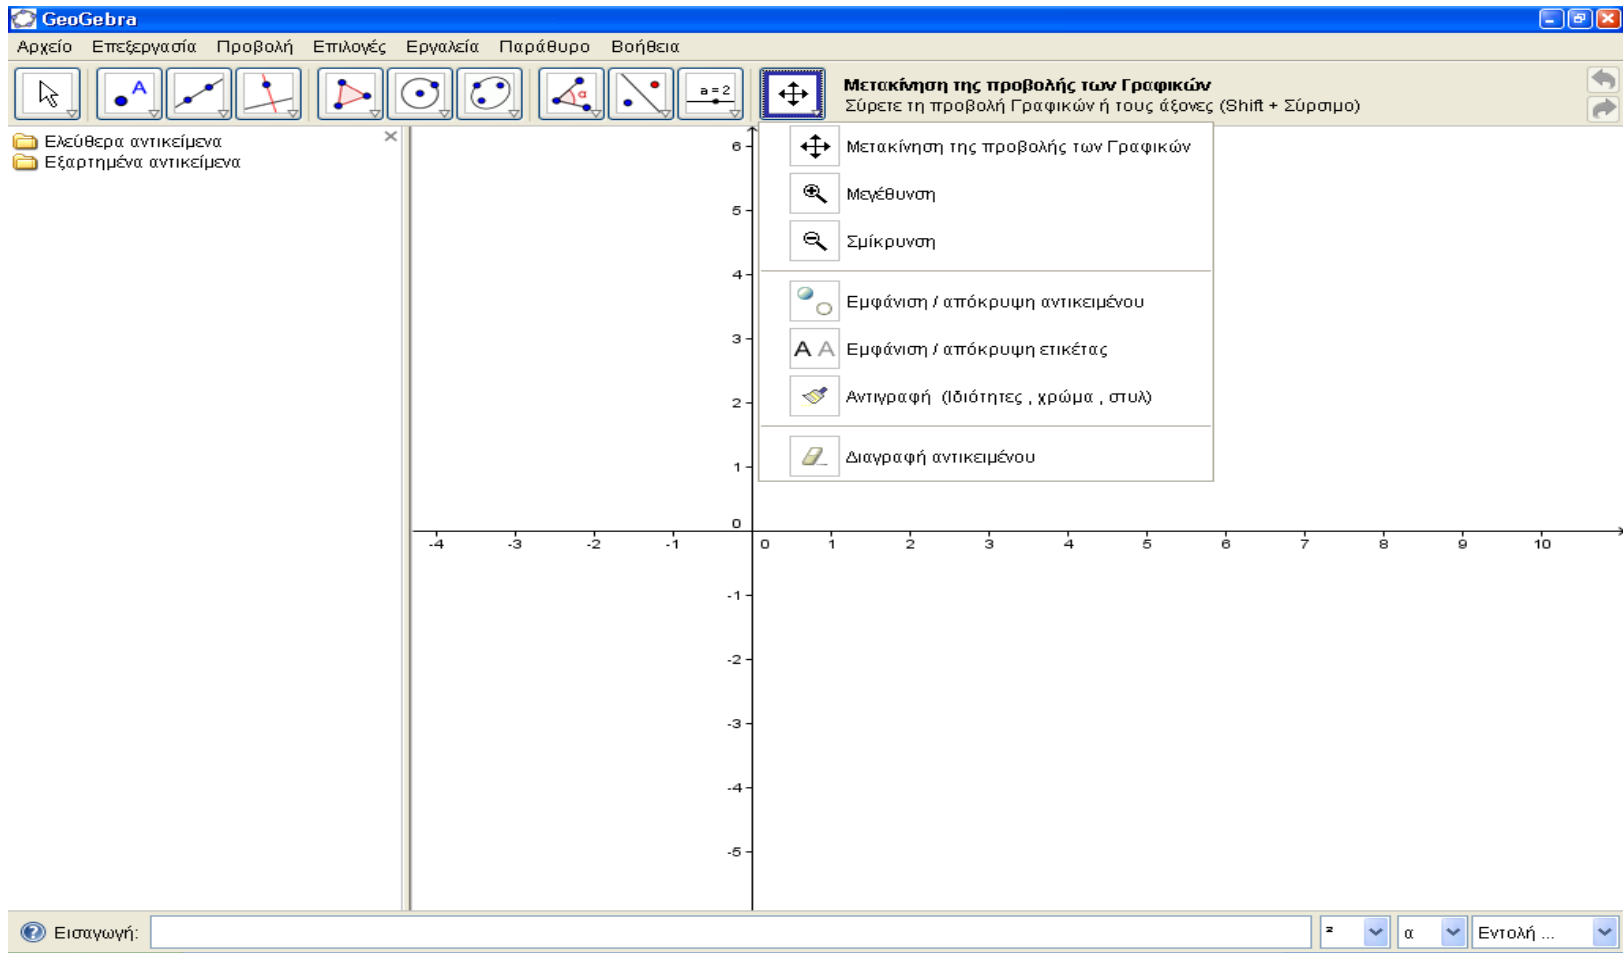 GeoGebra
Αρχείο Επεξεργασία Προβολή Επιλογές Εργαλεία Παράθυρο Βοήθεια
A
α
a = 2
Μετακίνηση της προβολής των Γραφικών
Σύρετε τη προβολή Γραφικών ή τους άξονες (Shift + Σύρσιμο)
Ελεύθερα αντικείμενα
Εξαρτημένα αντικείμενα
Μετακίνηση της προβολής των Γραφικών
Μεγέθυνση
Σμίκρυνση
Εμφάνιση / απόκρυψη αντικειμένου
A A Εμφάνιση / απόκρυψη ετικέτας
Αντιγραφή (Ιδιότητες , χρώμα , στυλ)
Διαγραφή αντικειμένου
6
5
4
3
2
1
0
-4 -3 -2 -1 0 1 2 3 4 5 6 7 8 9 10
-1
-2
-3
-4
-5
? Εισαγωγή: ² α Εντολή ...